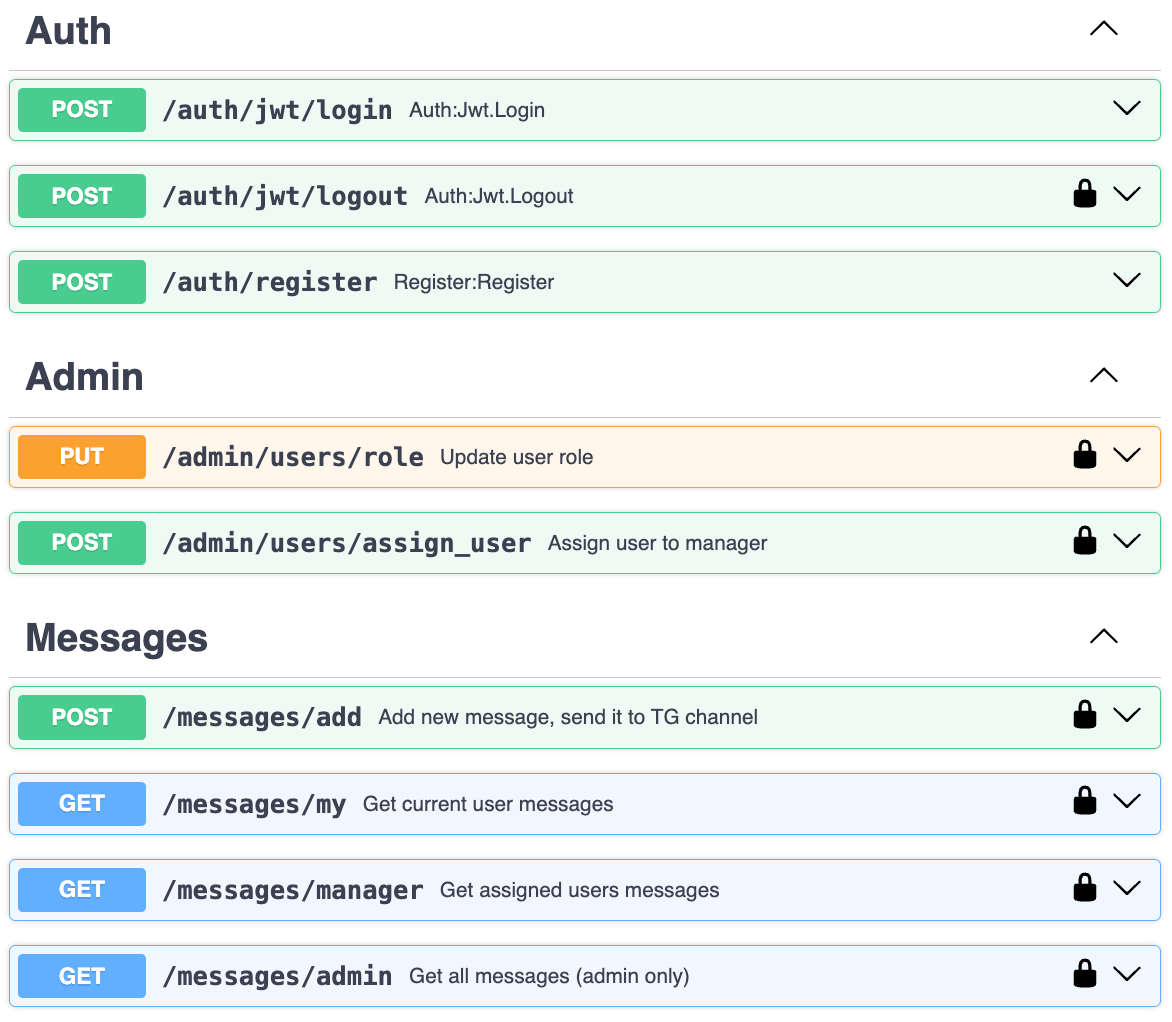 Auth
POST /auth/jwt/login Auth:Jwt.Login
POST /auth/jwt/logout Auth:Jwt.Logout
POST /auth/register Register:Register
Admin
PUT /admin/users/role Update user role
POST /admin/users/assign_user Assign user to manager
Messages
POST /messages/add Add new message, send it to TG channel
GET /messages/my Get current user messages
GET /messages/manager Get assigned users messages
GET /messages/admin Get all messages (admin only)